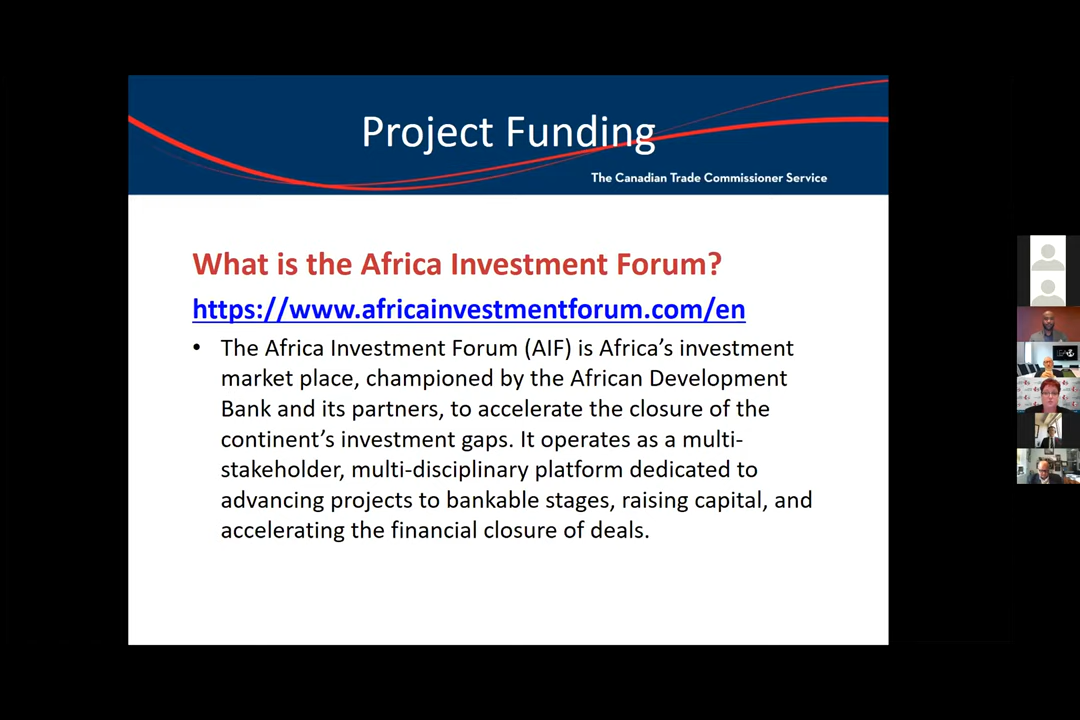 Project Funding
The Canadian Trade Commissioner Service
What is the Africa Investment Forum?
https://www.africainvestmentforum.com/en
• The Africa Investment Forum (AIF) is Africa’s investment
market place, championed by the African Development
Bank and its partners, to accelerate the closure of the
continent’s investment gaps. It operates as a multi-
stakeholder, multi-disciplinary platform dedicated to
advancing projects to bankable stages, raising capital, and
accelerating the financial closure of deals.